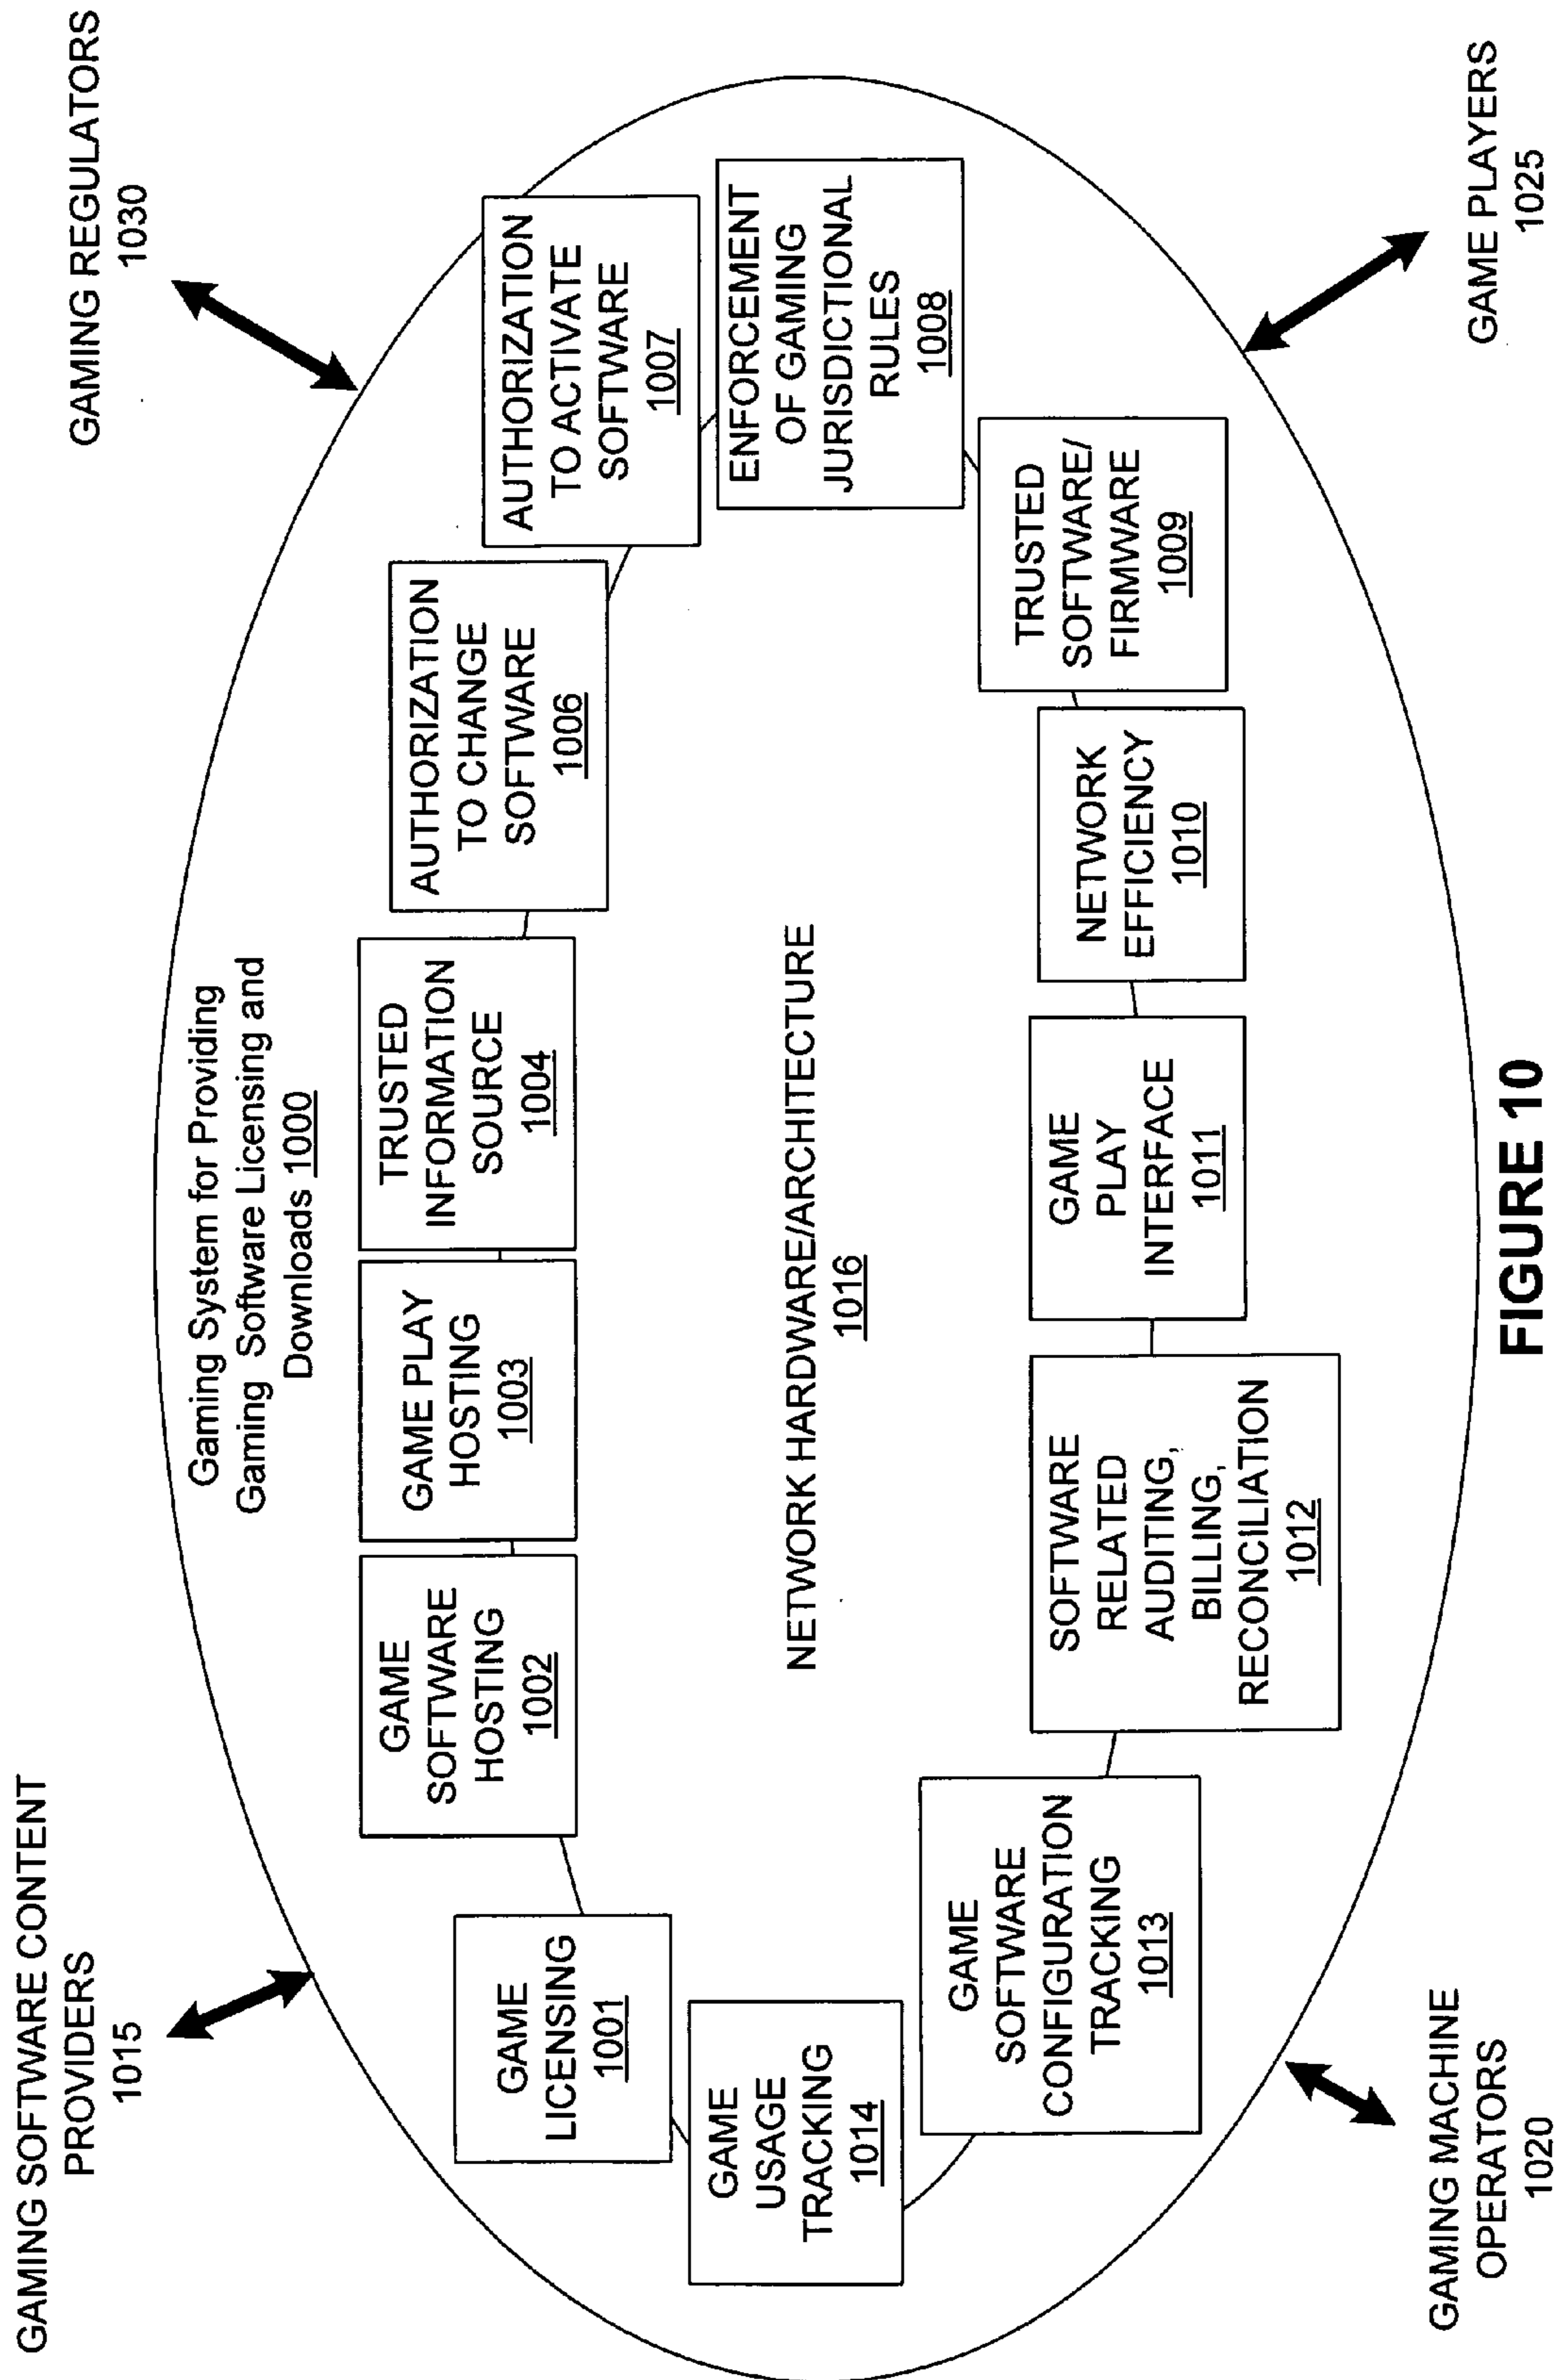 GAMING SOFTWARE CONTENT
PROVIDERS
1015
GAMING REGULATORS
1030
Gaming System for Providing
Gaming Software Licensing and
Downloads 1000
GAME
LICENSING
1001
GAME
SOFTWARE
HOSTING
1002
GAME PLAY
HOSTING
1003
TRUSTED
INFORMATION
SOURCE
1004
AUTHORIZATION
TO CHANGE
SOFTWARE
1006
AUTHORIZATION
TO ACTIVATE
SOFTWARE
1007
ENFORCEMENT
OF GAMING
JURISDICTIONAL
RULES
1008
NETWORK HARDWARE/ARCHITECTURE
1016
GAME
USAGE
TRACKING
1014
GAME
SOFTWARE
CONFIGURATION
TRACKING
1013
SOFTWARE
RELATED
AUDITING,
BILLING,
RECONCILIATION
1012
GAME
PLAY
INTERFACE
1011
NETWORK
EFFICIENCY
1010
TRUSTED
SOFTWARE/
FIRMWARE
1009
GAMING MACHINE
OPERATORS
1020
GAME PLAYERS
1025
FIGURE 10